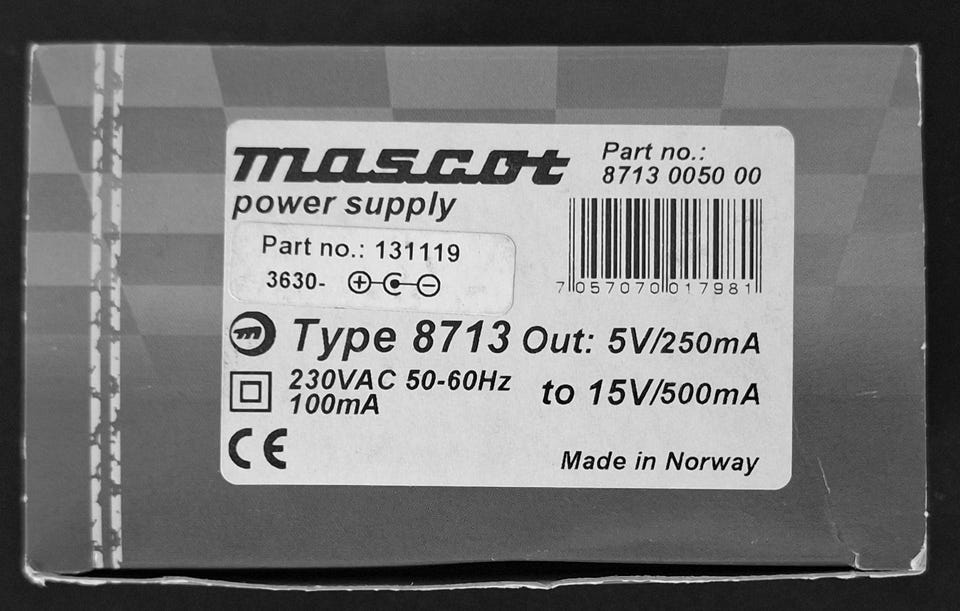 mascot
power supply
Part no.:
8713 0050 00
7 057070 017981
Part no.: 131119
3630-
Type 8713 Out: 5V/250mA
230VAC 50-60Hz to 15V/500mA
100mA
CE
Made in Norway